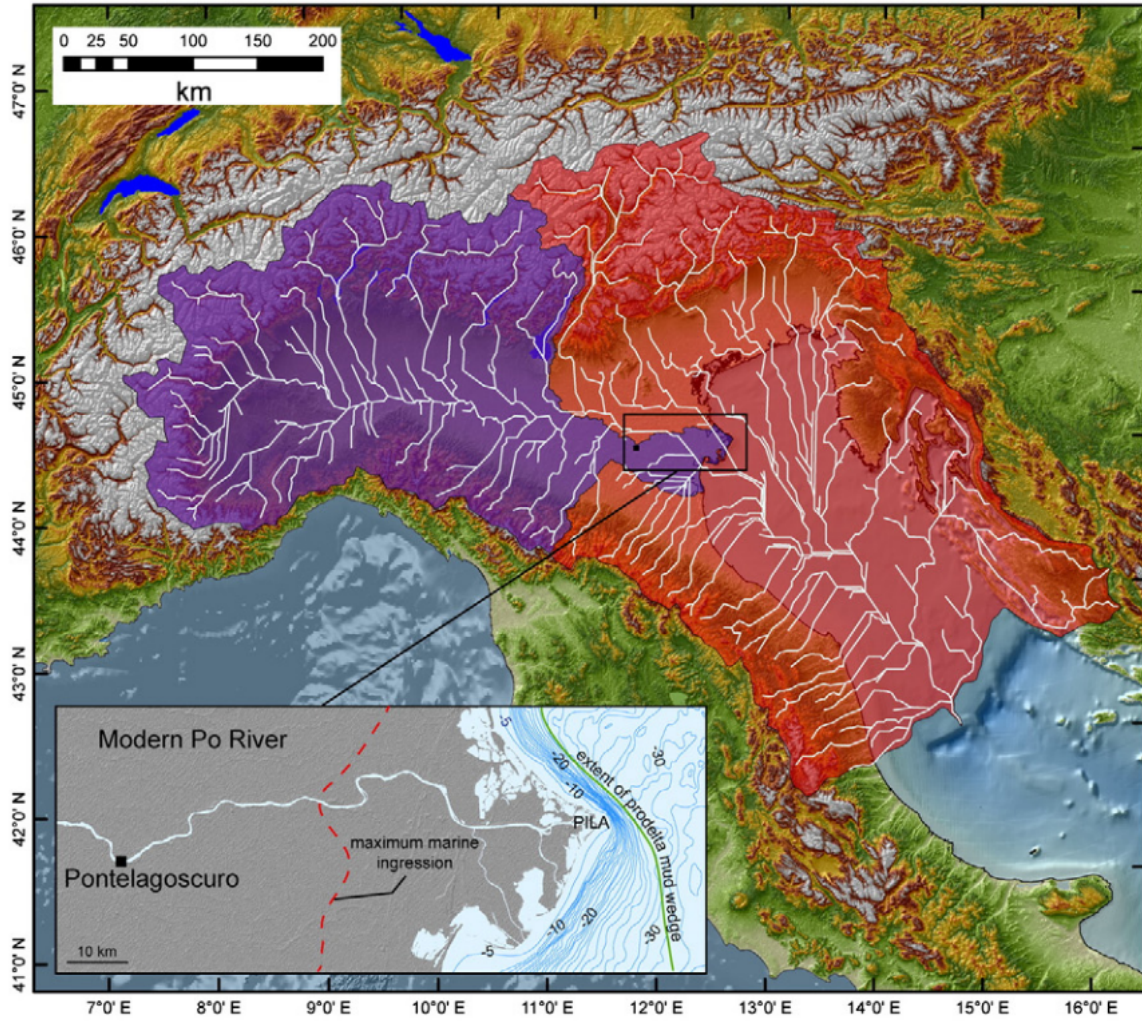 0 25 50 100 150 200
km
47°0' N
46°0' N
45°0' N
44°0' N
43°0' N
42°0' N
41°0' N
Modern Po River
-5
-20
-10
-30
extent of prodelta mud wedge
PILA
maximum marine
ingression
Pontelagoscuro
10 km
-5
-10
-20
-30
7°0' E 8°0' E 9°0' E 10°0' E 11°0' E 12°0' E 13°0' E 14°0' E 15°0' E 16°0' E